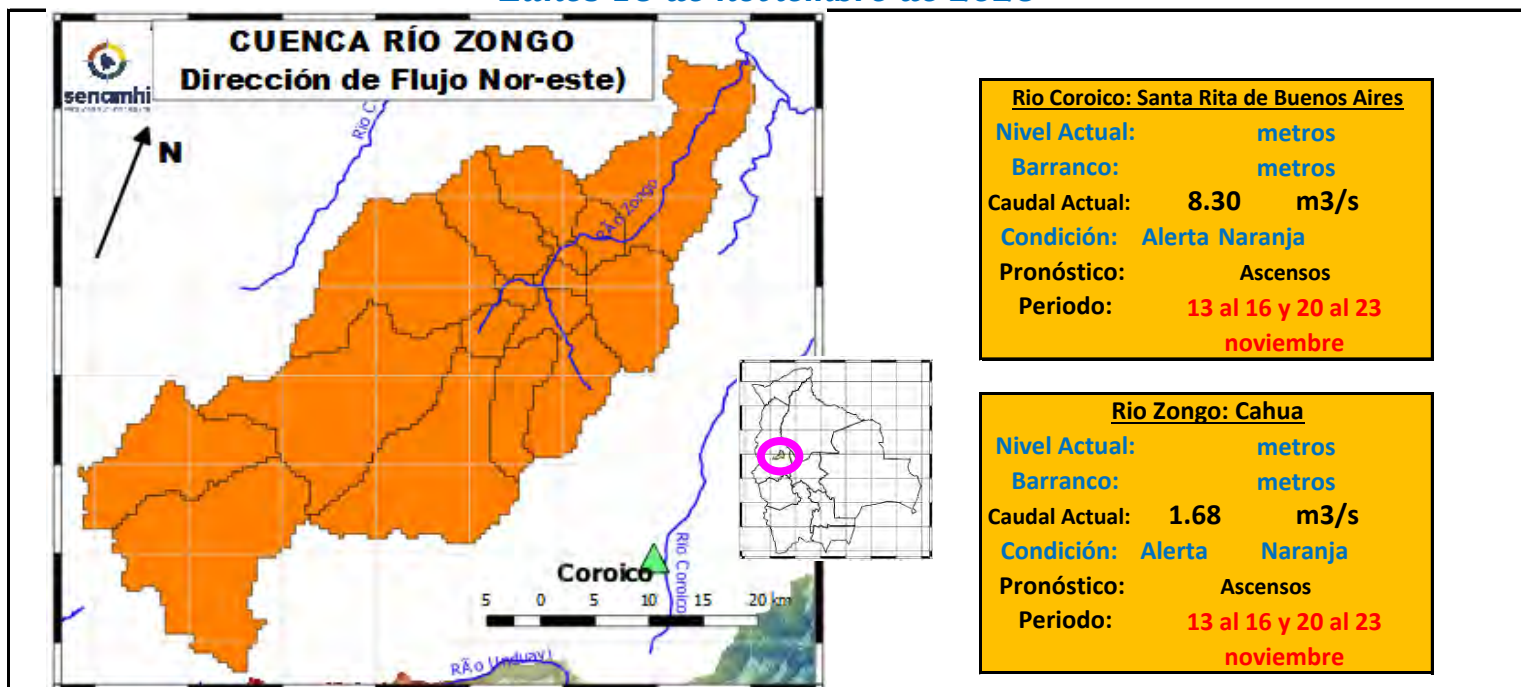 CUENCA RÍO ZONGO
Dirección de Flujo Nor-este)
senamhi
N
Río C
RÃo Zongo
Coroico
Río Coroico
5 0 5 10 15 20 km
RÃo Unduavi
Rio Coroico: Santa Rita de Buenos Aires
Nivel Actual: metros
Barranco: metros
Caudal Actual: 8.30 m3/s
Condición: Alerta Naranja
Pronóstico: Ascensos
Periodo: 13 al 16 y 20 al 23
noviembre
Rio Zongo: Cahua
Nivel Actual: metros
Barranco: metros
Caudal Actual: 1.68 m3/s
Condición: Alerta Naranja
Pronóstico: Ascensos
Periodo: 13 al 16 y 20 al 23
noviembre